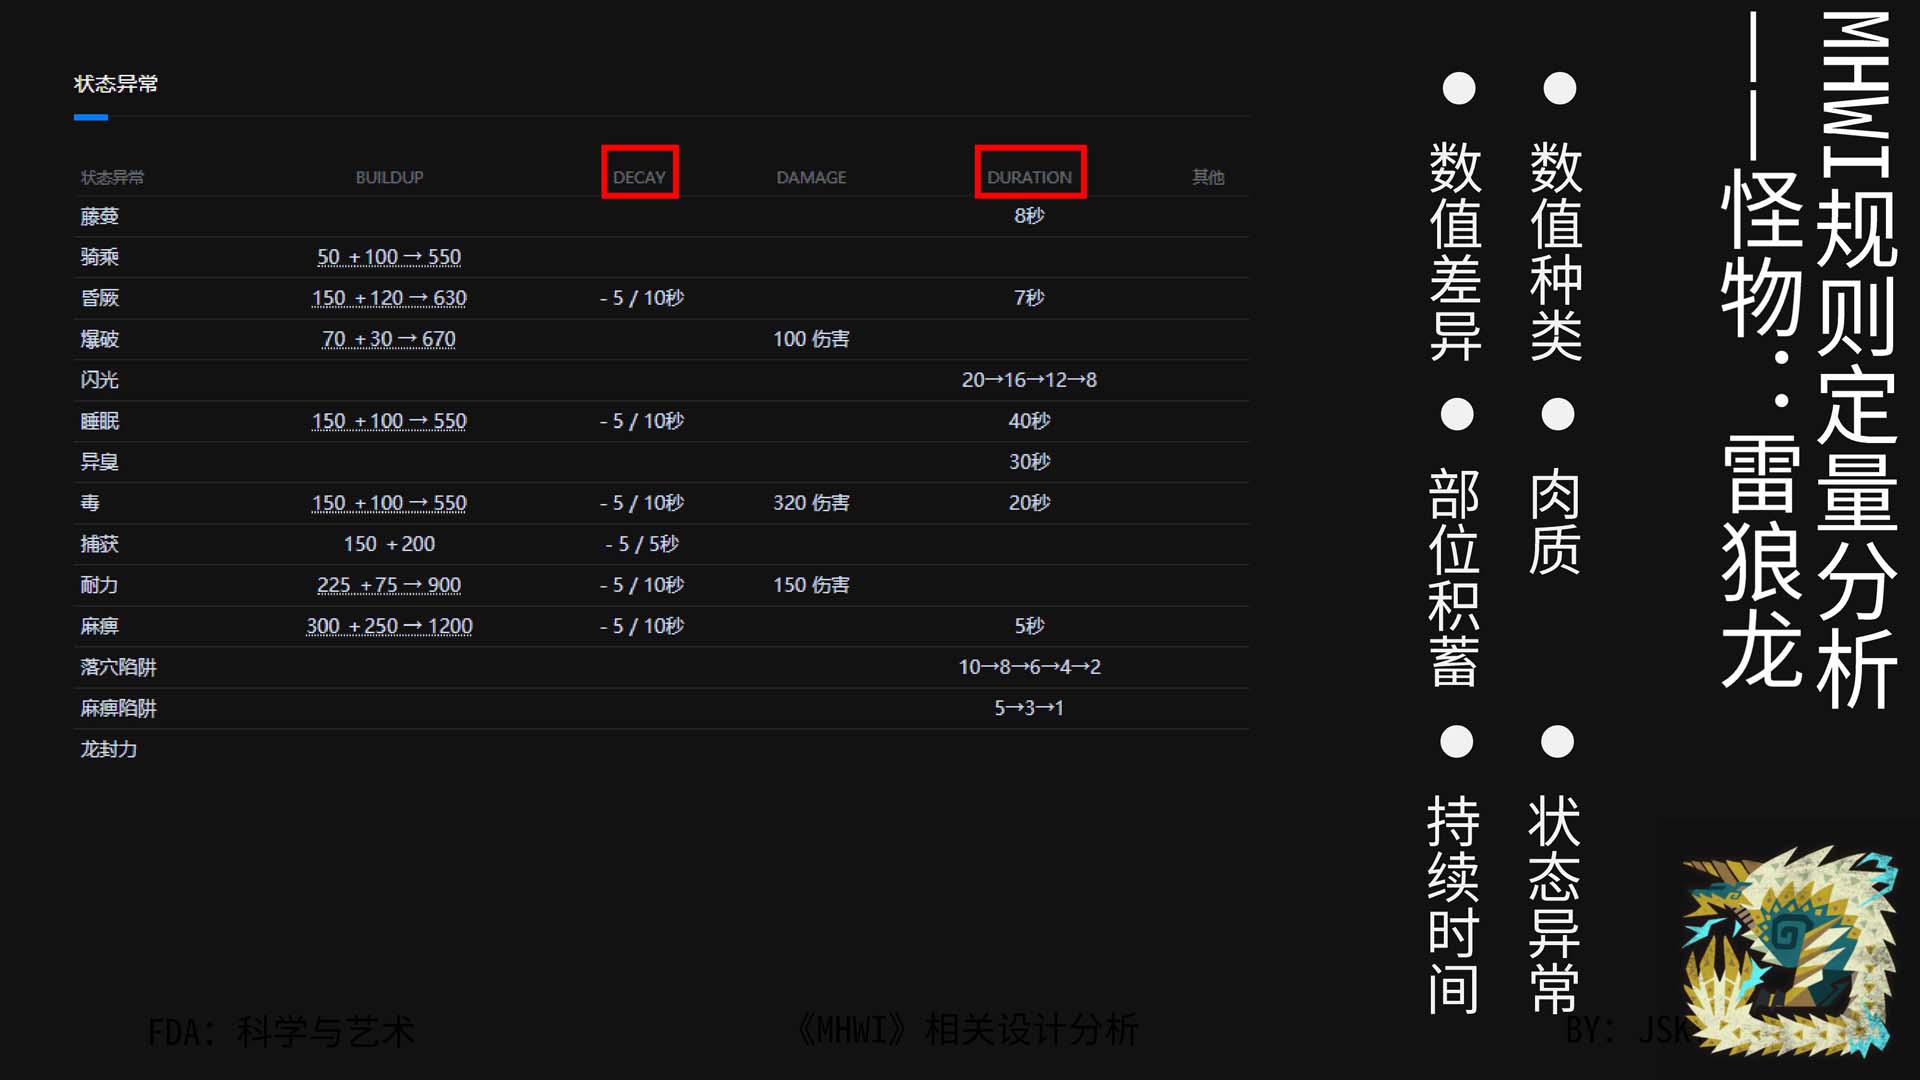 状态异常
状态异常 BUILDUP DECAY DAMAGE DURATION 其他
藤蔓 8秒
骑乘 50 +100→550
昏厥 150 +120→630 - 5 / 10秒 7秒
爆破 70 +30→670 100 伤害
闪光 20→16→12→8
睡眠 150 +100→550 - 5 / 10秒 40秒
异臭 30秒
毒 150 +100→550 - 5 / 10秒 320 伤害 20秒
捕获 150 +200 - 5 / 5秒
耐力 225 +75→900 - 5 / 10秒 150 伤害
麻痹 300 +250→1200 - 5 / 10秒 5秒
落穴陷阱 10→8→6→4→2
麻痹陷阱 5→3→1
龙封力
MHWI规则定量分析
——怪物：雷狼龙
● 数值种类 ● 肉质 ● 状态异常
● 数值差异 ● 部位积蓄 ● 持续时间
FDA：科学与艺术
《MHWI》相关设计分析
BY：JSK